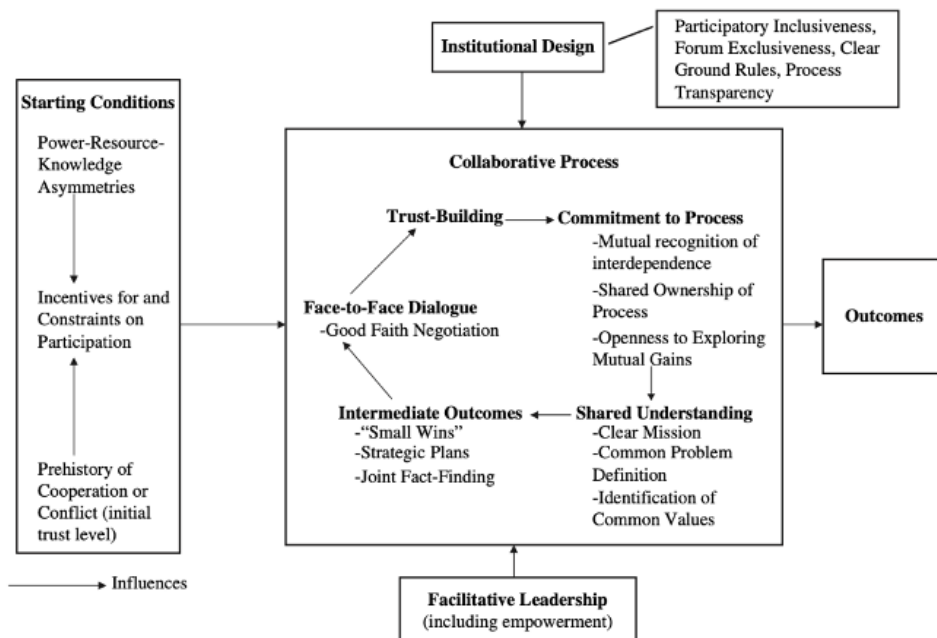 Institutional Design
Participatory Inclusiveness,
Forum Exclusiveness, Clear
Ground Rules, Process
Transparency
Starting Conditions
Power-Resource-
Knowledge
Asymmetries
Incentives for and
Constraints on
Participation
Prehistory of
Cooperation or
Conflict (initial
trust level)
Collaborative Process
Trust-Building
Commitment to Process
-Mutual recognition of
interdependence
-Shared Ownership of
Process
-Openness to Exploring
Mutual Gains
Face-to-Face Dialogue
-Good Faith Negotiation
Intermediate Outcomes
-“Small Wins”
-Strategic Plans
-Joint Fact-Finding
Shared Understanding
-Clear Mission
-Common Problem
Definition
-Identification of
Common Values
Outcomes
Influences
Facilitative Leadership
(including empowerment)